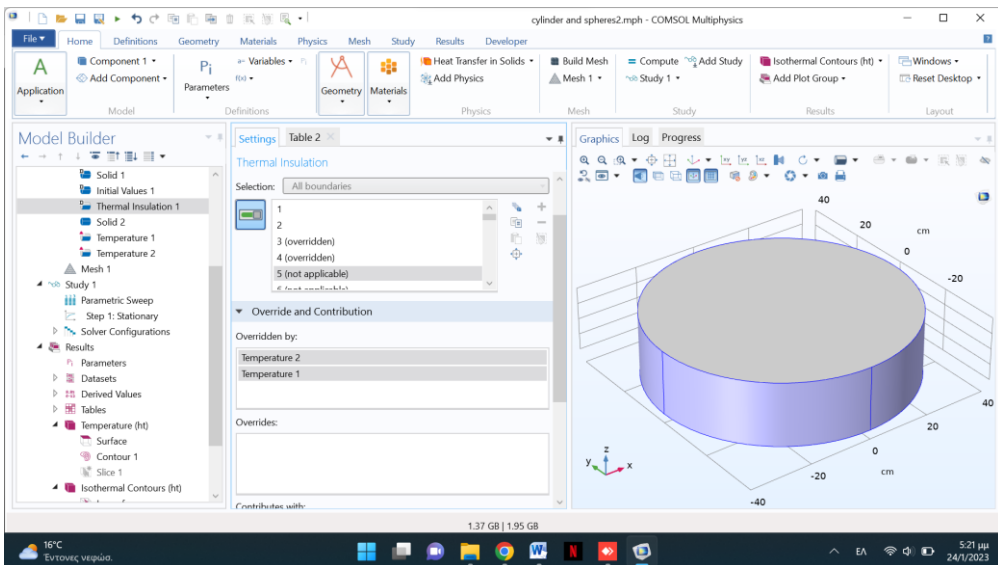 cylinder and spheres2.mph - COMSOL Multiphysics
File Home Definitions Geometry Materials Physics Mesh Study Results Developer
Application
Component 1
Add Component
Model
Pi
Parameters
a= Variables
f(x)
Definitions
Geometry
Materials
Heat Transfer in Solids
Add Physics
Physics
Build Mesh
Mesh 1
Mesh
Compute
Add Study
Study 1
Study
Isothermal Contours (ht)
Add Plot Group
Results
Windows
Reset Desktop
Layout
Model Builder
Solid 1
Initial Values 1
Thermal Insulation 1
Solid 2
Temperature 1
Temperature 2
Mesh 1
Study 1
Parametric Sweep
Step 1: Stationary
Solver Configurations
Results
Parameters
Datasets
Derived Values
Tables
Temperature (ht)
Surface
Contour 1
Slice 1
Isothermal Contours (ht)
Settings Table 2
Thermal Insulation
Selection: All boundaries
1
2
3 (overridden)
4 (overridden)
5 (not applicable)
6 (not applicable)
Override and Contribution
Overridden by:
Temperature 2
Temperature 1
Overrides:
Contributes with:
Graphics Log Progress
40
20
cm
0
-20
40
20
0
cm
-20
-40
z
y
x
1.37 GB | 1.95 GB
16°C
Έντονες νεφώσ.
ΕΛ
5:21 μμ
24/1/2023